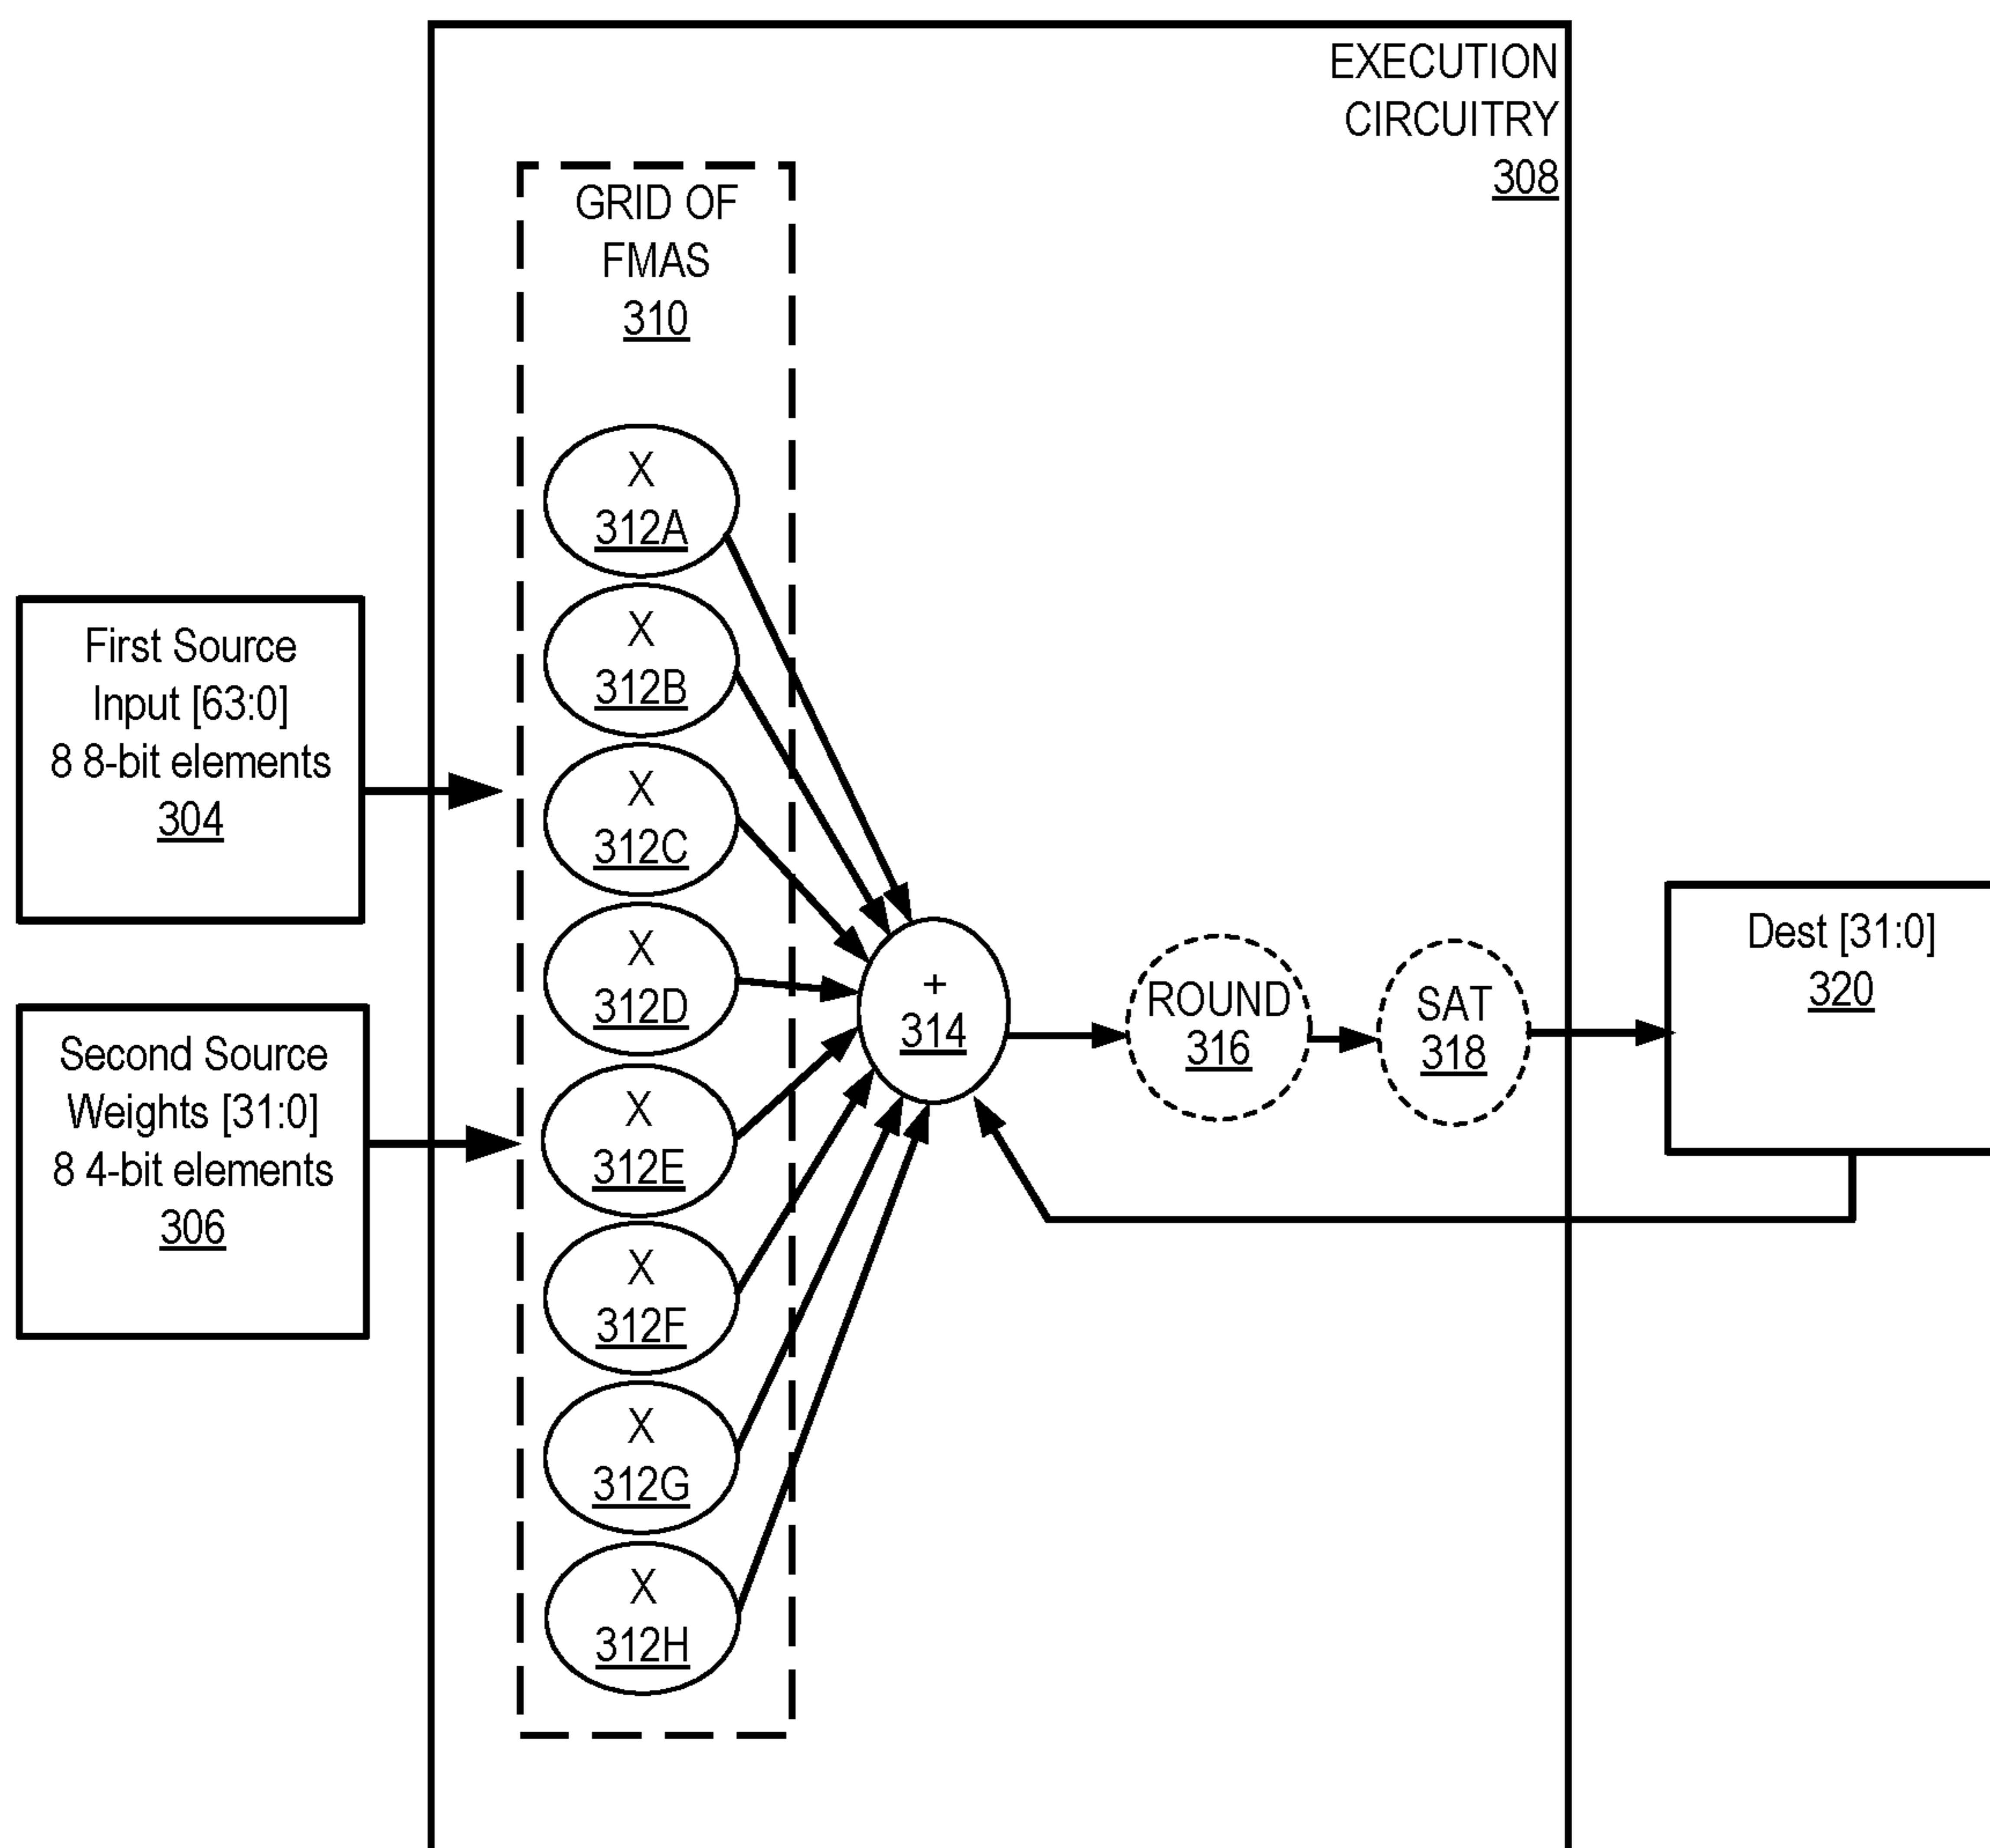 EXECUTION
CIRCUITRY
308
GRID OF
FMAS
310
X
312A
X
312B
X
312C
X
312D
X
312E
X
312F
X
312G
X
312H
First Source
Input [63:0]
8 8-bit elements
304
Second Source
Weights [31:0]
8 4-bit elements
306
+
314
ROUND
316
SAT
318
Dest [31:0]
320